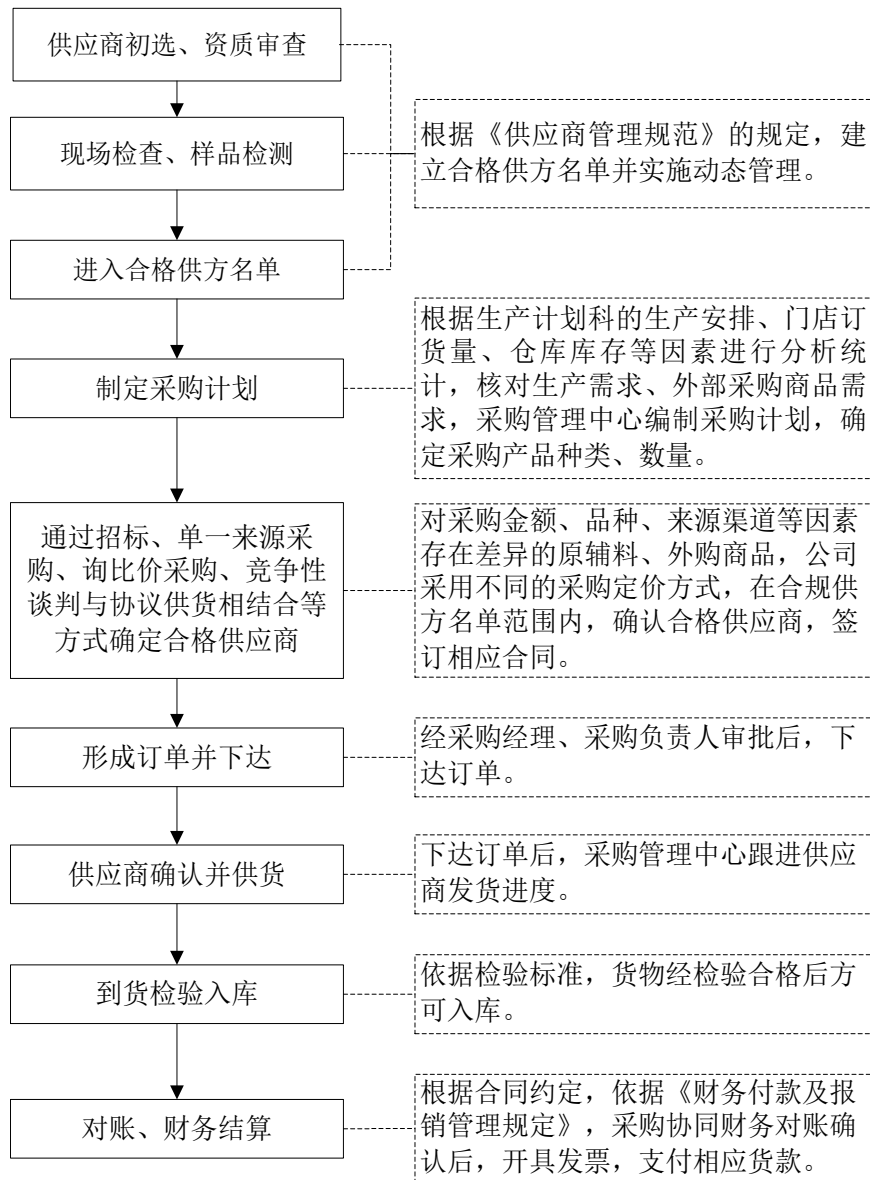 供应商初选、资质审查
现场检查、样品检测
根据《供应商管理规范》的规定，建
立合格供方名单并实施动态管理。
进入合格供方名单
制定采购计划
根据生产计划科的生产安排、门店订
货量、仓库库存等因素进行分析统
计，核对生产需求、外部采购商品需
求，采购管理中心编制采购计划，确
定采购产品种类、数量。
通过招标、单一来源采
购、询比价采购、竞争性
谈判与协议供货相结合等
方式确定合格供应商
对采购金额、品种、来源渠道等因素
存在差异的原辅料、外购商品，公司
采用不同的采购定价方式，在合规供
方名单范围内，确认合格供应商，签
订相应合同。
形成订单并下达
经采购经理、采购负责人审批后，下
达订单。
供应商确认并供货
下达订单后，采购管理中心跟进供应
商发货进度。
到货检验入库
依据检验标准，货物经检验合格后方
可入库。
对账、财务结算
根据合同约定，依据《财务付款及报
销管理规定》，采购协同财务对账确
认后，开具发票，支付相应货款。